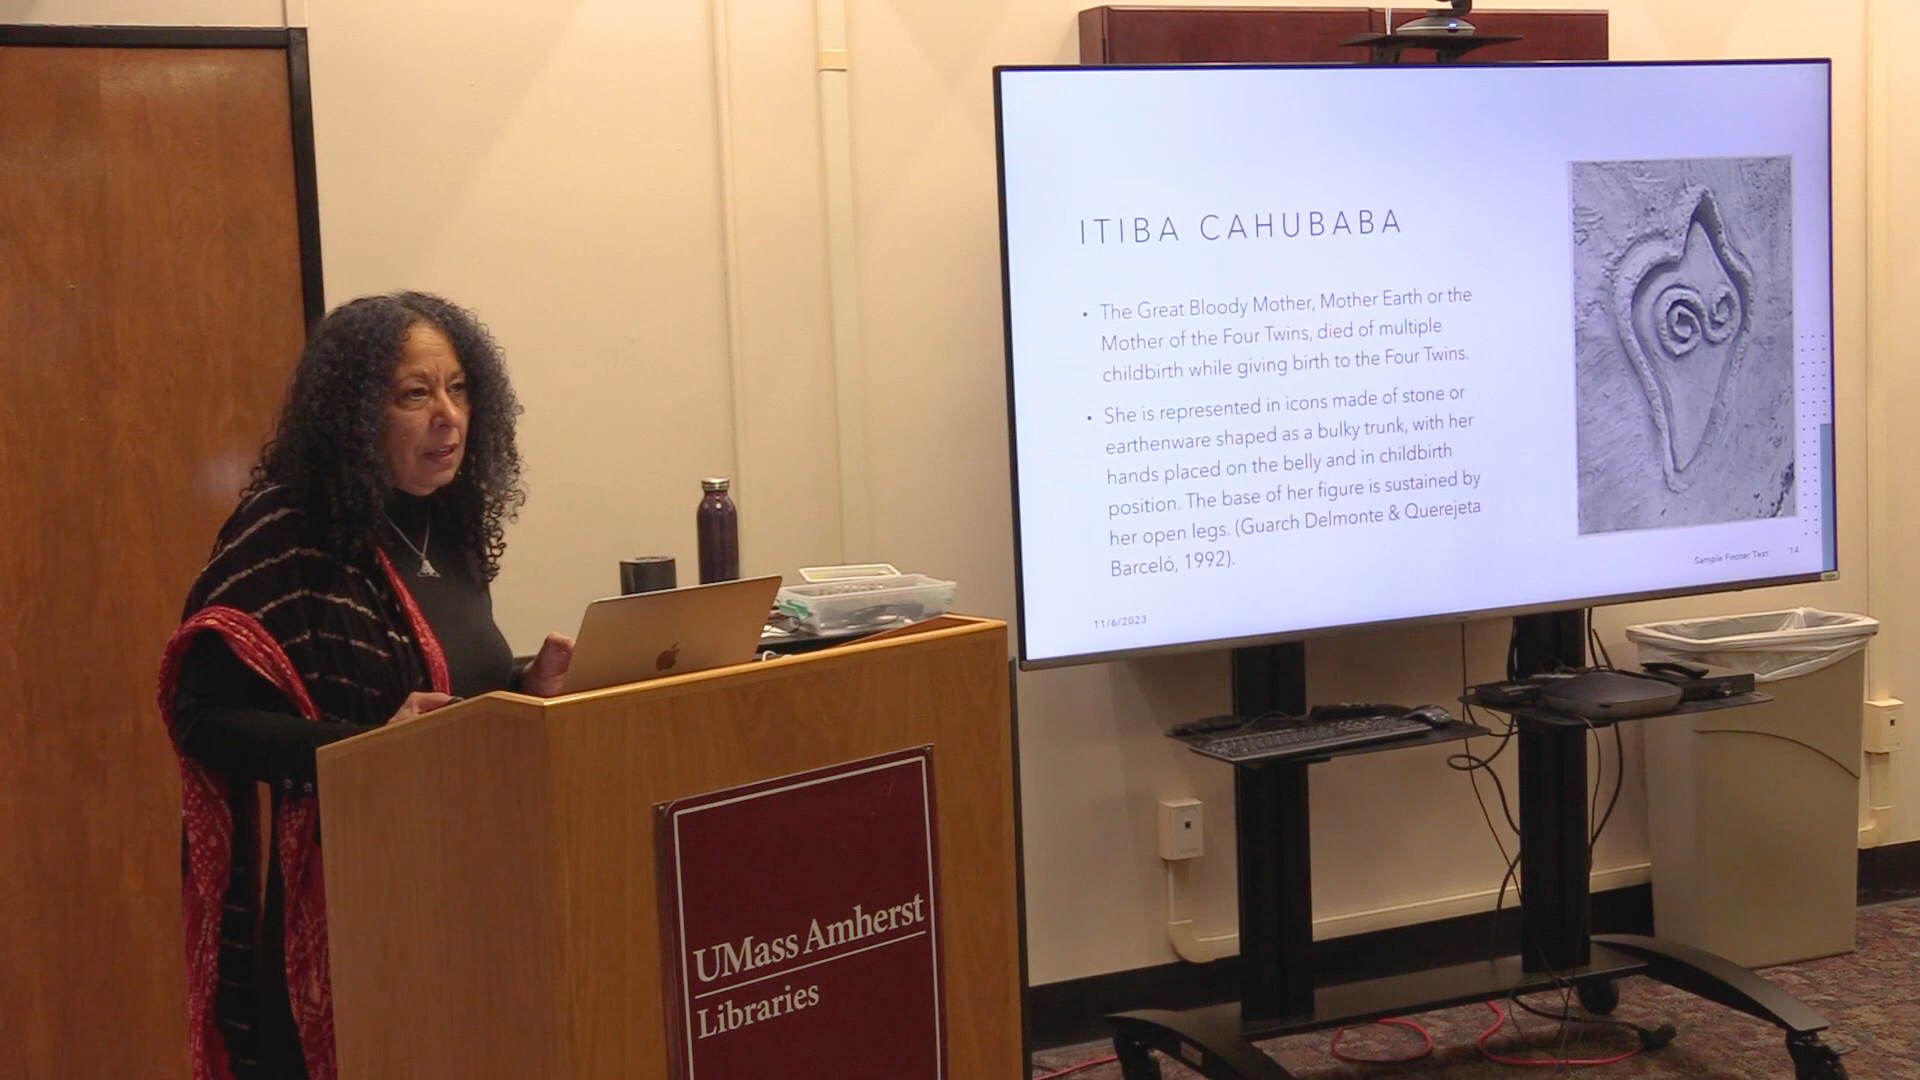 ITIBA CAHUBABA
• The Great Bloody Mother, Mother Earth or the
Mother of the Four Twins, died of multiple
childbirth while giving birth to the Four Twins.
• She is represented in icons made of stone or
earthenware shaped as a bulky trunk, with her
hands placed on the belly and in childbirth
position. The base of her figure is sustained by
her open legs. (Guarch Delmonte & Querejeta
Barceló, 1992).
11/6/2023
Sample Footer Text
14
UMass Amherst
Libraries